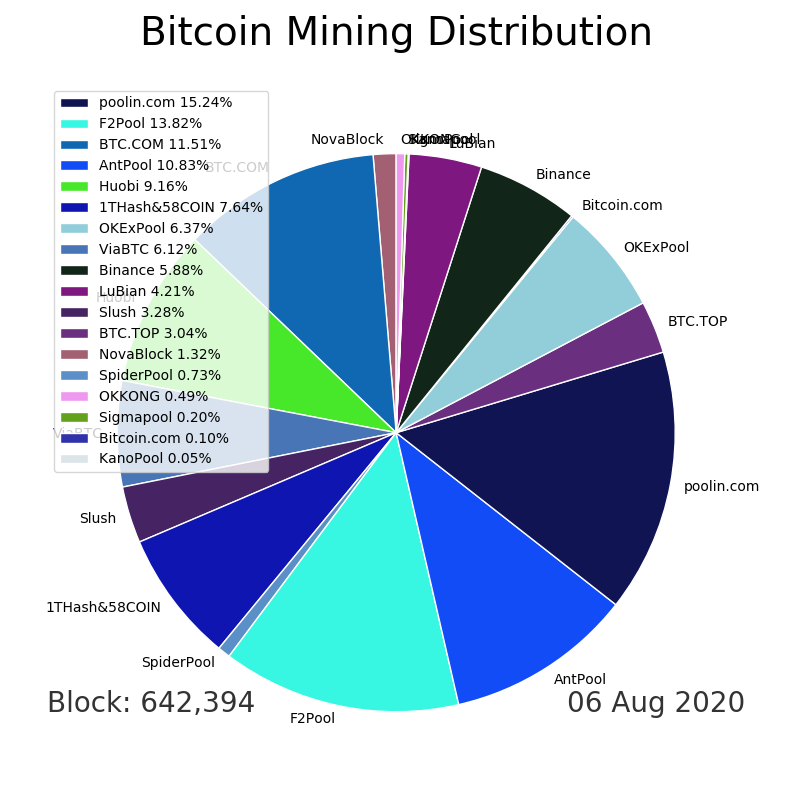 Bitcoin Mining Distribution
poolin.com 15.24%
F2Pool 13.82%
BTC.COM 11.51%
AntPool 10.83%
Huobi 9.16%
1THash&58COIN 7.64%
OKExPool 6.37%
ViaBTC 6.12%
Binance 5.88%
LuBian 4.21%
Slush 3.28%
BTC.TOP 3.04%
NovaBlock 1.32%
SpiderPool 0.73%
OKKONG 0.49%
Sigmapool 0.20%
Bitcoin.com 0.10%
KanoPool 0.05%
NovaBlock
LuBian
Binance
Bitcoin.com
OKExPool
BTC.TOP
poolin.com
AntPool
F2Pool
SpiderPool
1THash&58COIN
Slush
ViaBTC
Huobi
BTC.COM
Block: 642,394
06 Aug 2020